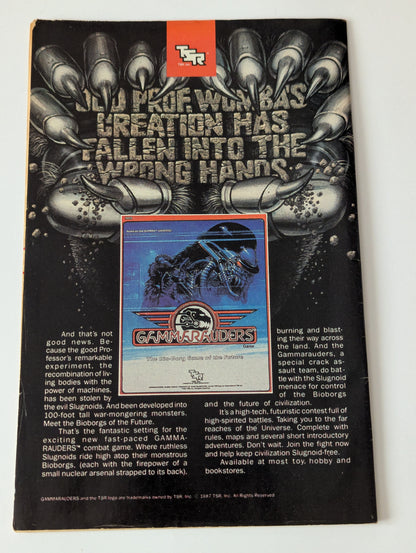 TSR
TSR, Inc.
OLD PROF. WOMBAS'
CREATION HAS
FALLEN INTO THE
WRONG HANDS.
GAMMARAUDERS
Game
The Bio-Borg Game of the Future
TSR
And that's not
good news. Be-
cause the good Pro-
fessor's remarkable
experiment, the
recombination of liv-
ing bodies with the
power of machines,
has been stolen by
the evil Slugnoids. And been developed into
100-foot tall war-mongering monsters.
Meet the Bioborgs of the Future.
That's the fantastic setting for the
exciting new fast-paced GAMMA-
RAUDERS™ combat game. Where ruthless
Slugnoids ride high atop their monstrous
Bioborgs. (each with the firepower of a
small nuclear arsenal strapped to its back).
burning and blast-
ing their way across
the land. And the
Gammarauders, a
special crack as-
sault team, do bat-
tle with the Slugnoid
menace for control
of the Bioborgs
and the future of civilization.
It's a high-tech, futuristic contest full of
high-spirited battles. Taking you to the far
reaches of the Universe. Complete with
rules, maps and several short introductory
adventures. Don't wait. Join the fight now
and help keep civilization Slugnoid-free.
Available at most toy, hobby and
bookstores.
GAMMARAUDERS and the TSR logo are trademarks owned by TSR, Inc. © 1987 TSR, Inc. All Rights Reserved